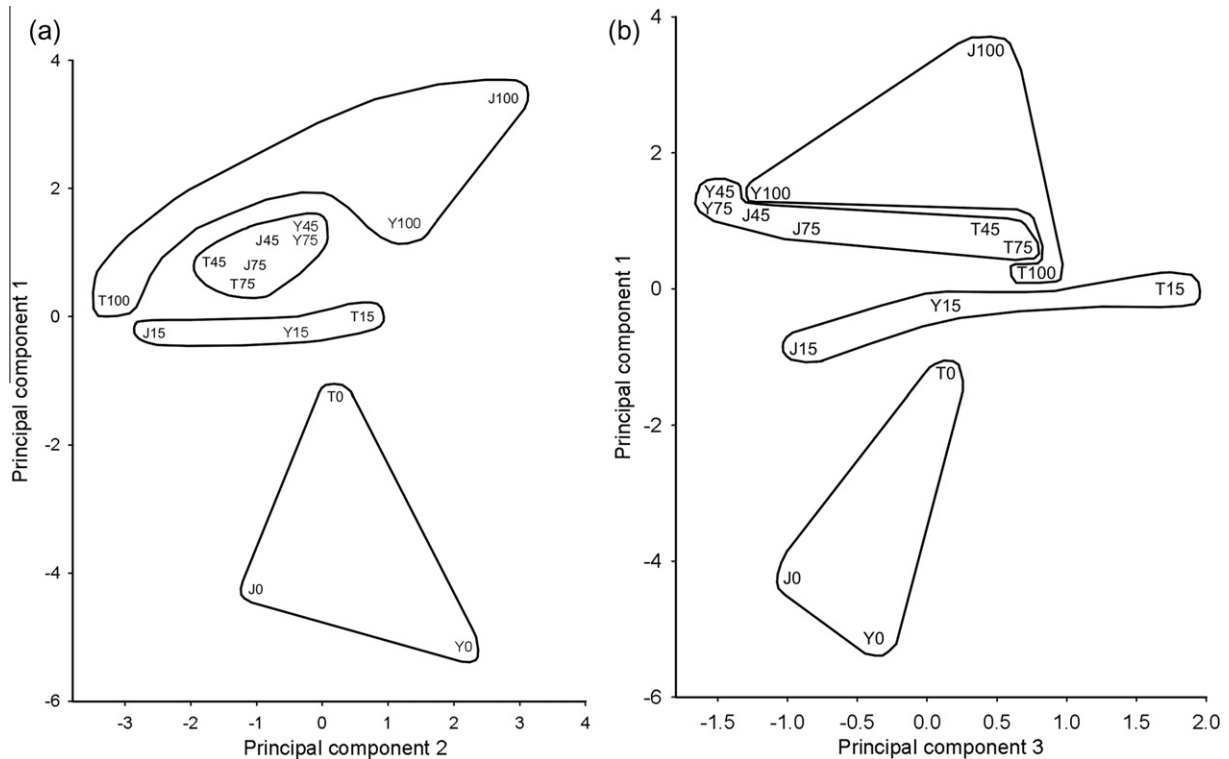 (a)
4
J100
2
Y100
Y45
J45 Y75
T45 J75
T75
T100
0
T15
J15 Y15
T0
-2
-4
J0
Y0
-6
-3 -2 -1 0 1 2 3 4
Principal component 2
Principal component 1
(b)
4
J100
2
Y45 Y100
Y75 J45
J75 T45
T75
T100
0
T15
Y15
J15
T0
-2
-4
J0
Y0
-6
-1.5 -1.0 -0.5 0.0 0.5 1.0 1.5 2.0
Principal component 3
Principal component 1